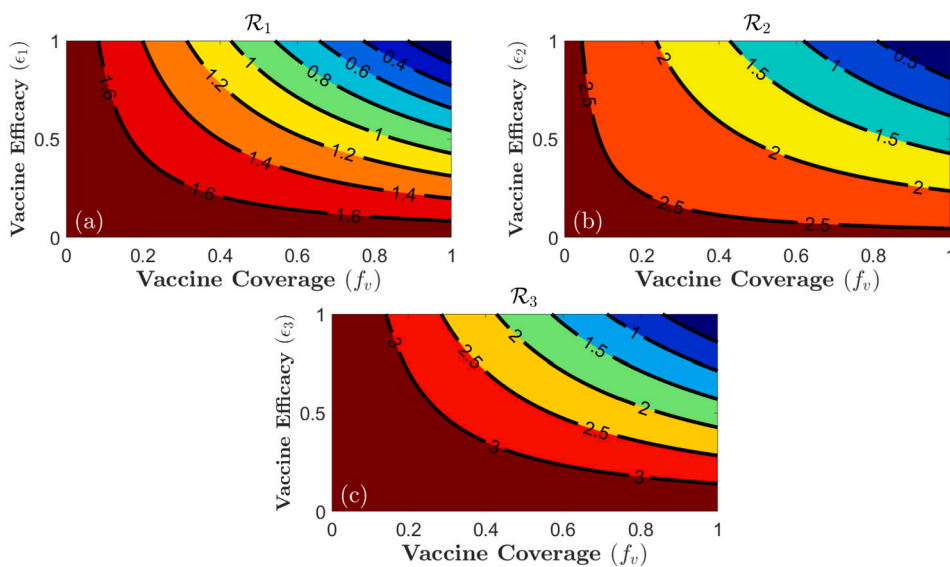 𝓡₁
Vaccine Efficacy (ϵ₁)
1
0.5
0
1.6
1.6
1.6
1.4
1.4
1.2
1.2
1
1
0.8
0.6
0.4
(a)
0 0.2 0.4 0.6 0.8 1
Vaccine Coverage (fᵥ)
𝓡₂
Vaccine Efficacy (ϵ₂)
1
0.5
0
2.5
2.5
2.5
2
2
2
1.5
1.5
1
0.5
(b)
0 0.2 0.4 0.6 0.8 1
Vaccine Coverage (fᵥ)
𝓡₃
Vaccine Efficacy (ϵ₃)
1
0.5
0
3
3
3
2.5
2.5
2
2
1.5
1
(c)
0 0.2 0.4 0.6 0.8 1
Vaccine Coverage (fᵥ)